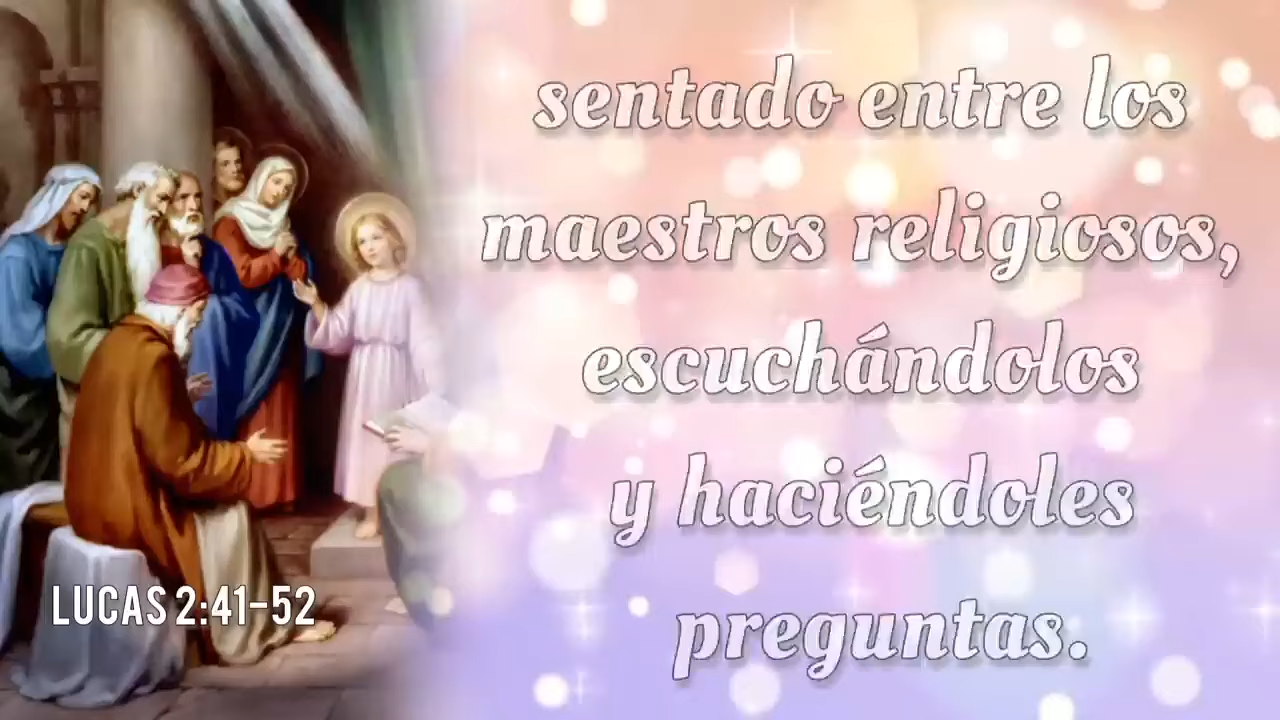 sentado entre los
maestros religiosos,
escuchándolos
y haciéndoles
preguntas.
LUCAS 2:41-52